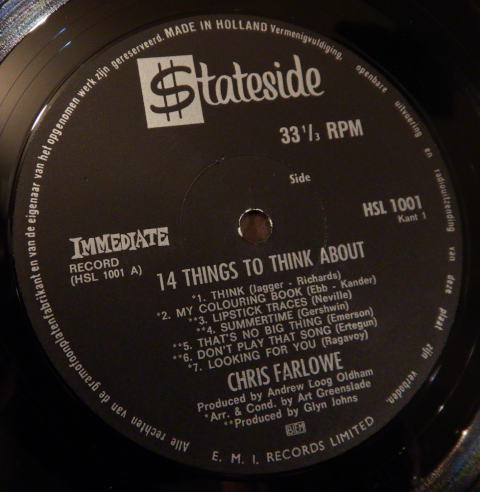 Alle rechten van de gramofoonplatenfabrikant en van de eigenaar van het opgenomen werk zijn gereserveerd. MADE IN HOLLAND Vermenigvuldiging, openbare uitvoering en radiouitzending van deze plaat zijn verboden.
$tateside
33 1/3 RPM
Side
HSL 1001
Kant 1
IMMEDIATE
RECORD
(HSL 1001 A)
14 THINGS TO THINK ABOUT
*1. THINK (Jagger - Richards)
*2. MY COLOURING BOOK (Ebb - Kander)
**3. LIPSTICK TRACES (Neville)
**4. SUMMERTIME (Gershwin)
**5. THAT'S NO BIG THING (Emerson)
**6. DON'T PLAY THAT SONG (Ertegun)
*7. LOOKING FOR YOU (Ragavoy)
CHRIS FARLOWE
Produced by Andrew Loog Oldham
*Arr. & Cond. by Art Greenslade
**Produced by Glyn Johns
BIEM
E. M. I. RECORDS LIMITED